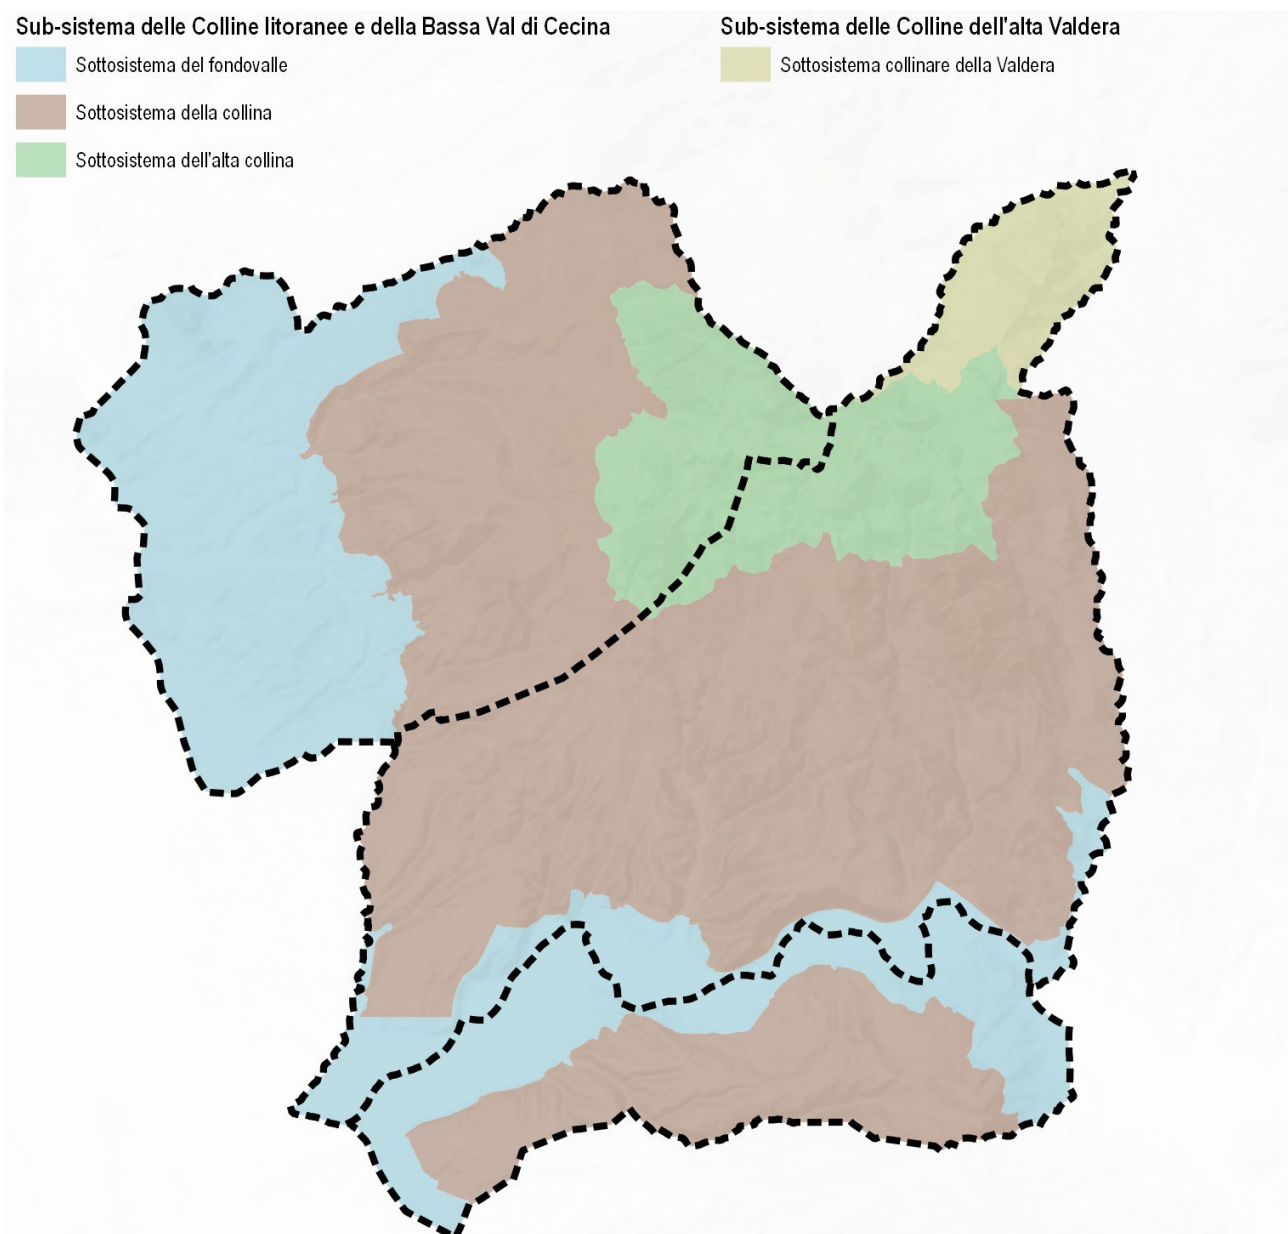 Sub-sistema delle Colline litoranee e della Bassa Val di Cecina
Sottosistema del fondovalle
Sottosistema della collina
Sottosistema dell'alta collina
Sub-sistema delle Colline dell'alta Valdera
Sottosistema collinare della Valdera